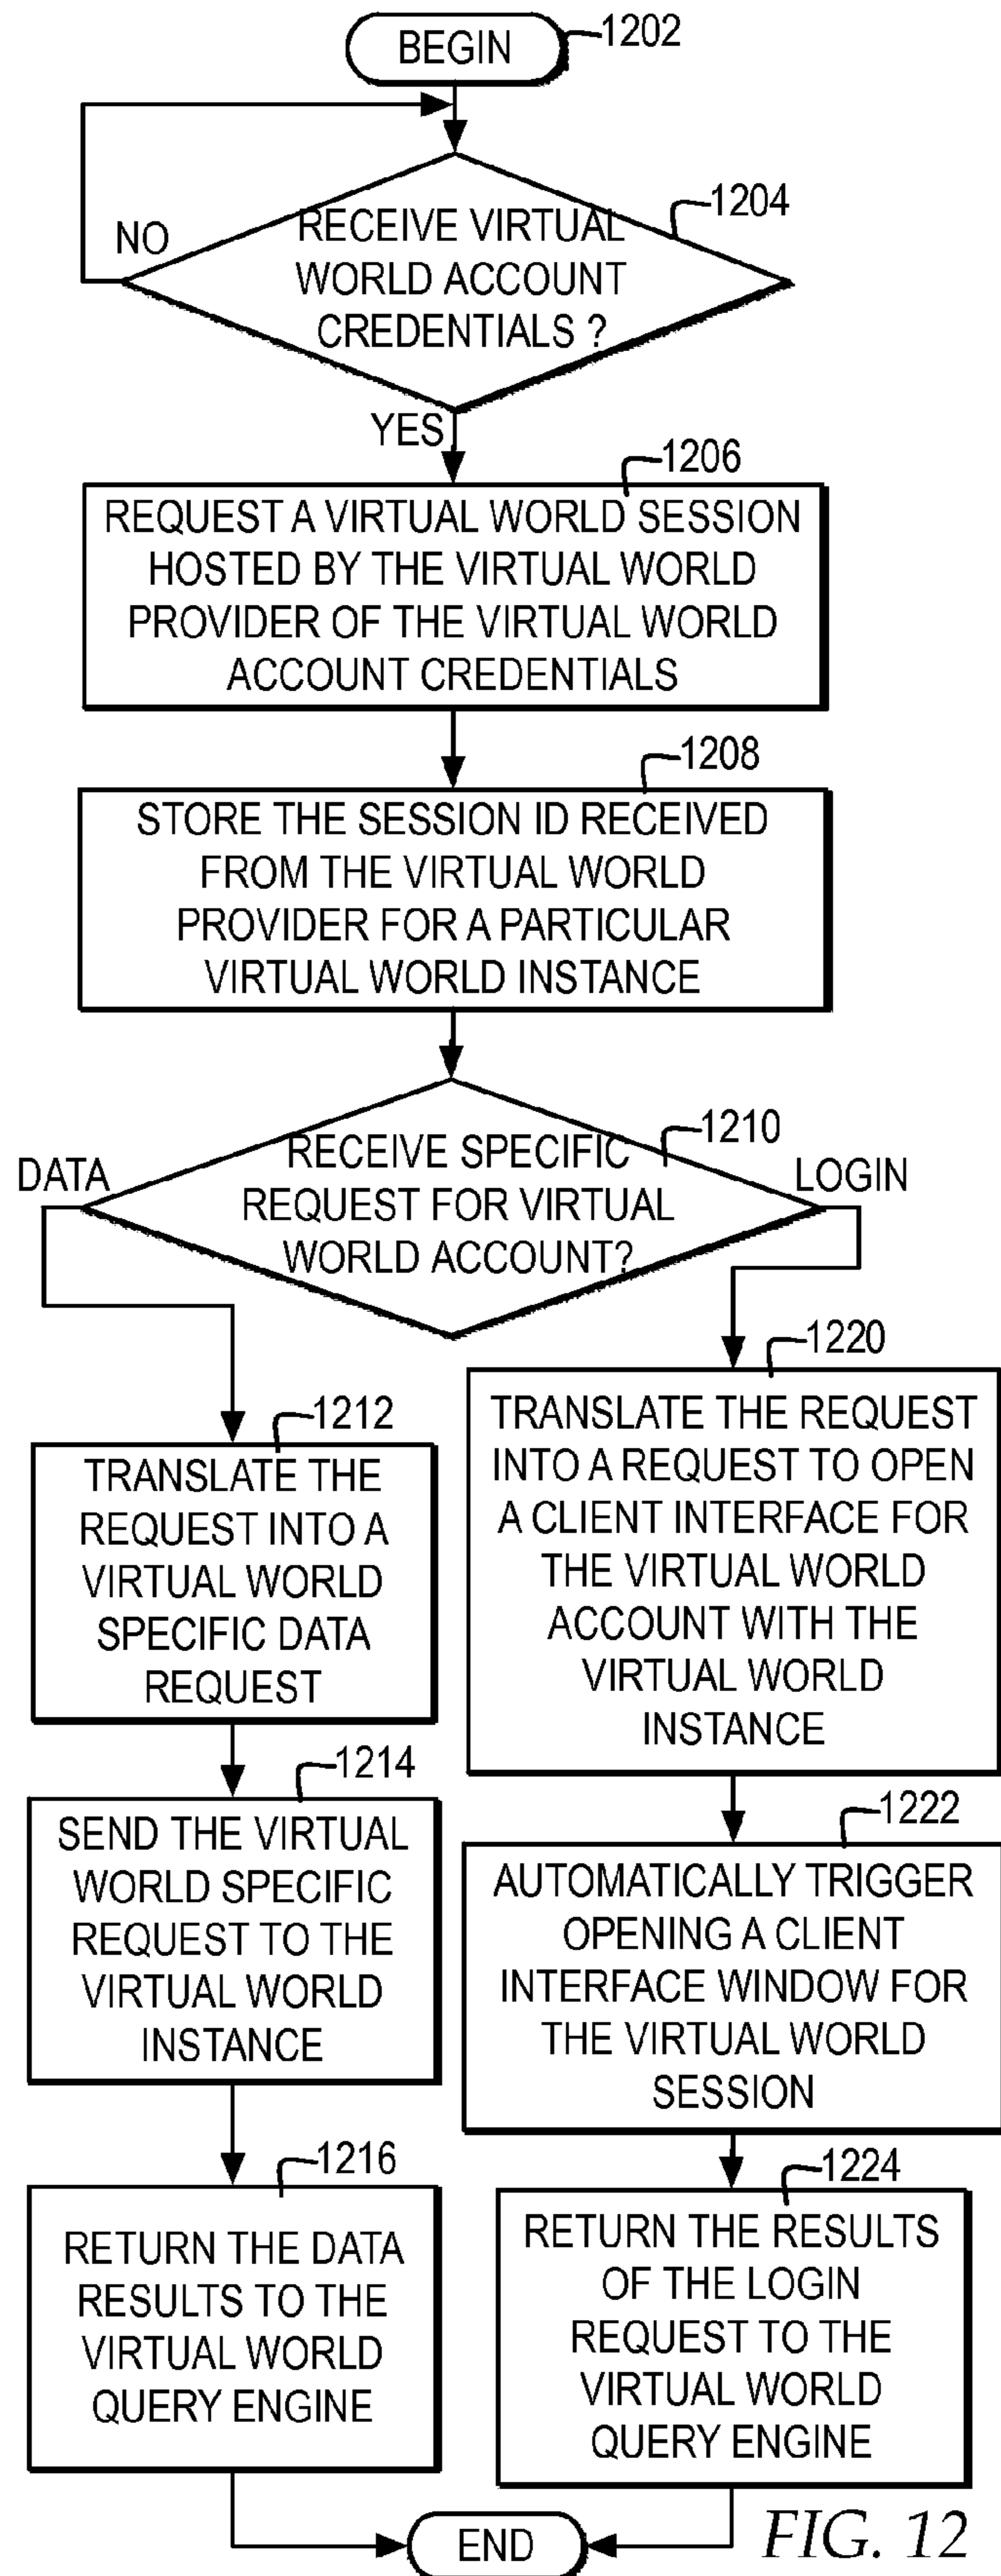 BEGIN
1202
1204
NO
RECEIVE VIRTUAL
WORLD ACCOUNT
CREDENTIALS ?
YES
1206
REQUEST A VIRTUAL WORLD SESSION
HOSTED BY THE VIRTUAL WORLD
PROVIDER OF THE VIRTUAL WORLD
ACCOUNT CREDENTIALS
1208
STORE THE SESSION ID RECEIVED
FROM THE VIRTUAL WORLD
PROVIDER FOR A PARTICULAR
VIRTUAL WORLD INSTANCE
1210
DATA
RECEIVE SPECIFIC
REQUEST FOR VIRTUAL
WORLD ACCOUNT?
LOGIN
1212
TRANSLATE THE
REQUEST INTO A
VIRTUAL WORLD
SPECIFIC DATA
REQUEST
1214
SEND THE VIRTUAL
WORLD SPECIFIC
REQUEST TO THE
VIRTUAL WORLD
INSTANCE
1216
RETURN THE DATA
RESULTS TO THE
VIRTUAL WORLD
QUERY ENGINE
1220
TRANSLATE THE REQUEST
INTO A REQUEST TO OPEN
A CLIENT INTERFACE FOR
THE VIRTUAL WORLD
ACCOUNT WITH THE
VIRTUAL WORLD
INSTANCE
1222
AUTOMATICALLY TRIGGER
OPENING A CLIENT
INTERFACE WINDOW FOR
THE VIRTUAL WORLD
SESSION
1224
RETURN THE RESULTS
OF THE LOGIN
REQUEST TO THE
VIRTUAL WORLD
QUERY ENGINE
END
FIG. 12